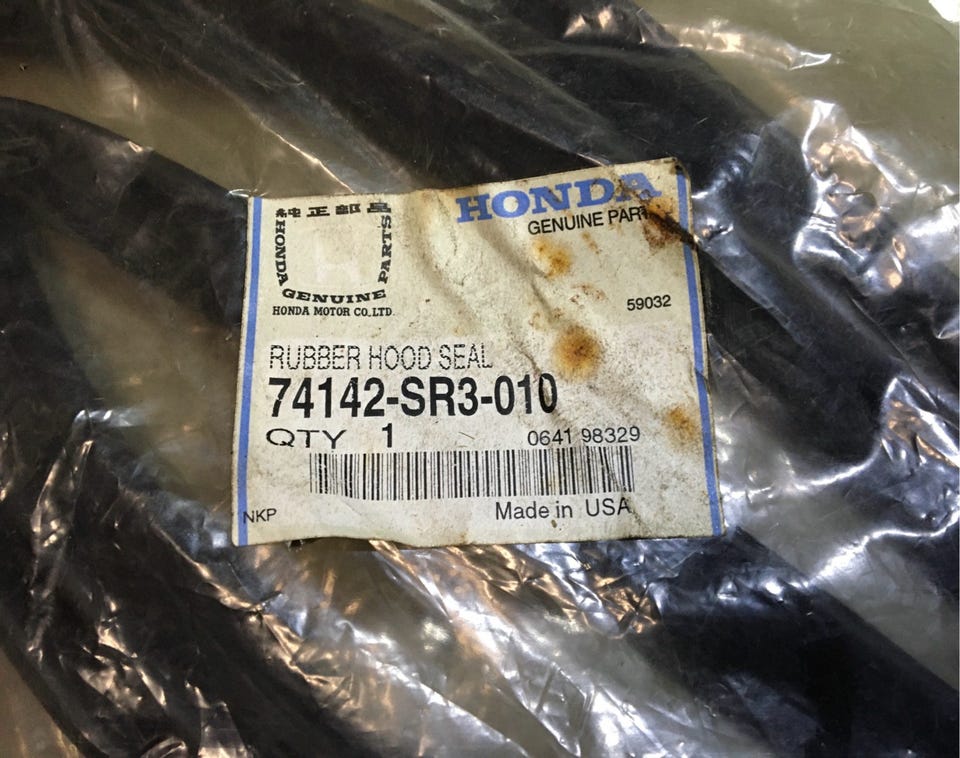 純正部品
HONDA GENUINE PARTS
H
HONDA MOTOR CO.,LTD.
HONDA
GENUINE PART
59032
RUBBER HOOD SEAL
74142-SR3-010
QTY 1
0641 98329
NKP
Made in USA